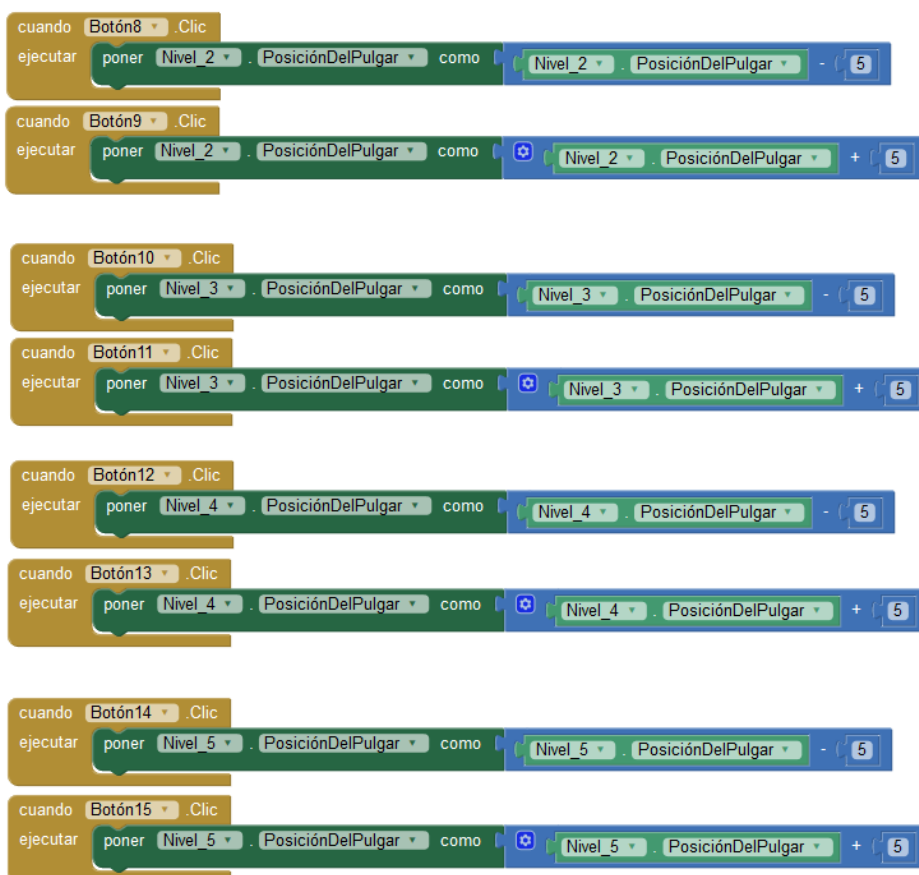 cuando Botón8 .Clic
ejecutar poner Nivel_2 . PosiciónDelPulgar como Nivel_2 . PosiciónDelPulgar - 5
cuando Botón9 .Clic
ejecutar poner Nivel_2 . PosiciónDelPulgar como Nivel_2 . PosiciónDelPulgar + 5
cuando Botón10 .Clic
ejecutar poner Nivel_3 . PosiciónDelPulgar como Nivel_3 . PosiciónDelPulgar - 5
cuando Botón11 .Clic
ejecutar poner Nivel_3 . PosiciónDelPulgar como Nivel_3 . PosiciónDelPulgar + 5
cuando Botón12 .Clic
ejecutar poner Nivel_4 . PosiciónDelPulgar como Nivel_4 . PosiciónDelPulgar - 5
cuando Botón13 .Clic
ejecutar poner Nivel_4 . PosiciónDelPulgar como Nivel_4 . PosiciónDelPulgar + 5
cuando Botón14 .Clic
ejecutar poner Nivel_5 . PosiciónDelPulgar como Nivel_5 . PosiciónDelPulgar - 5
cuando Botón15 .Clic
ejecutar poner Nivel_5 . PosiciónDelPulgar como Nivel_5 . PosiciónDelPulgar + 5